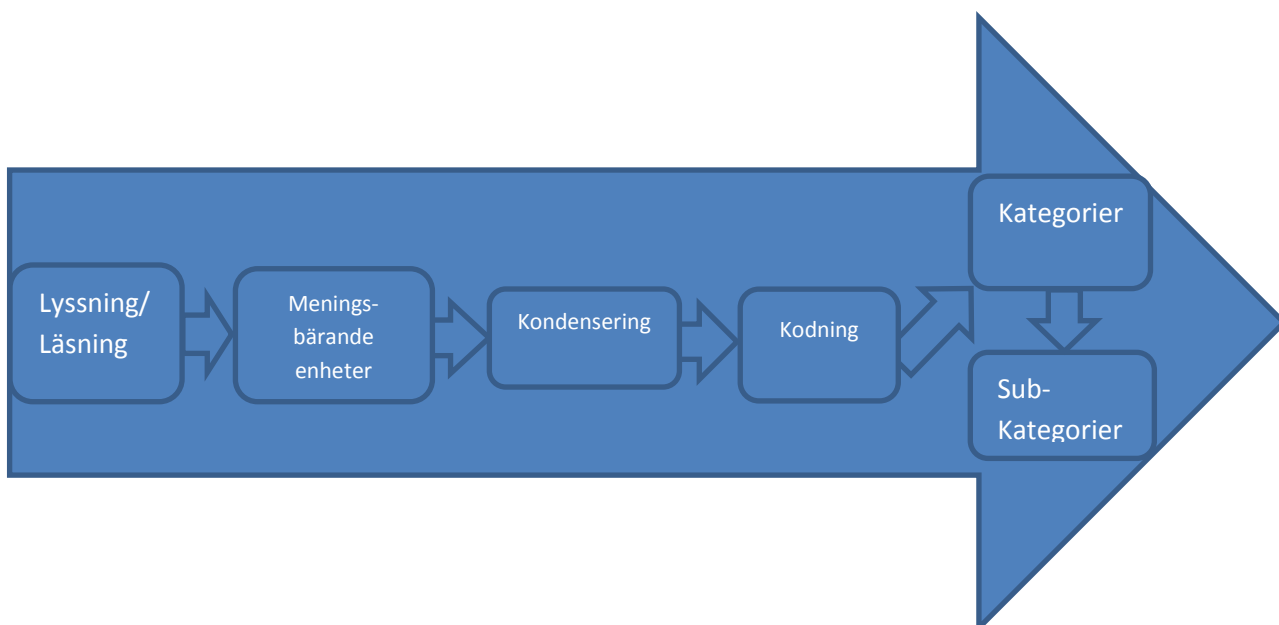 Lyssning/
Läsning
Menings-
bärande
enheter
Kondensering
Kodning
Kategorier
Sub-
Kategorier